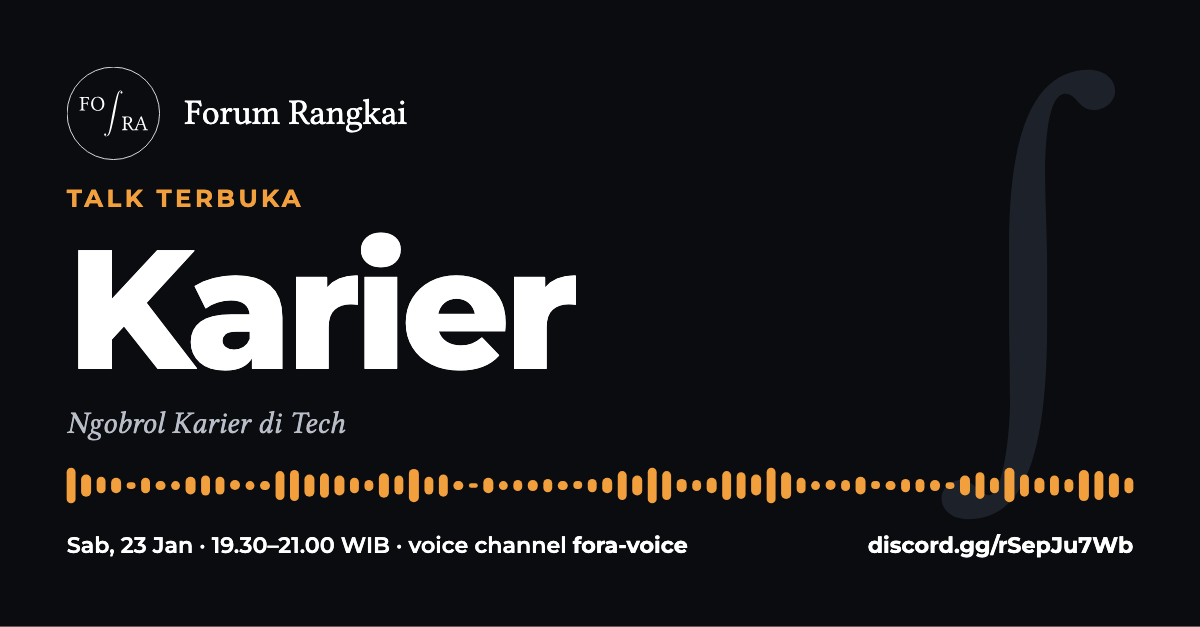 FO RA
Forum Rangkai
TALK TERBUKA
Karier
Ngobrol Karier di Tech
Sab, 23 Jan · 19.30–21.00 WIB · voice channel fora-voice
discord.gg/rSepJu7Wb